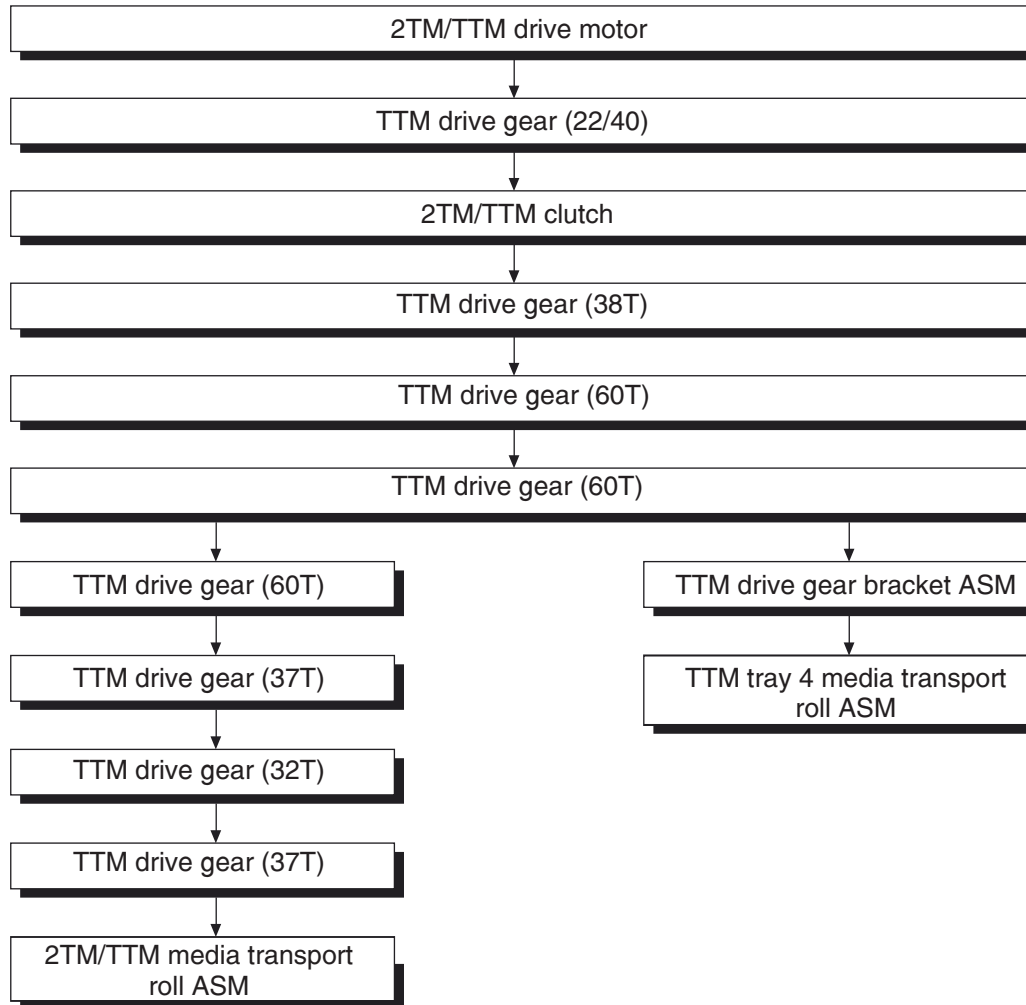 2TM/TTM drive motor
TTM drive gear (22/40)
2TM/TTM clutch
TTM drive gear (38T)
TTM drive gear (60T)
TTM drive gear (60T)
TTM drive gear (60T)
TTM drive gear (37T)
TTM drive gear (32T)
TTM drive gear (37T)
2TM/TTM media transport
roll ASM
TTM drive gear bracket ASM
TTM tray 4 media transport
roll ASM